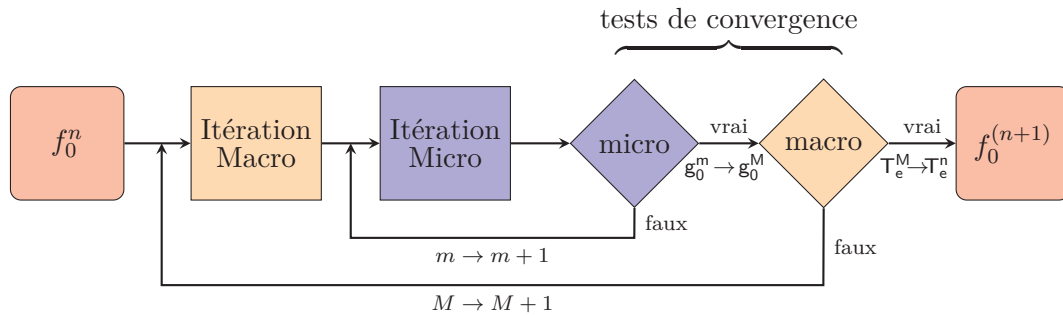 tests de convergence
f_0^n
Itération
Macro
Itération
Micro
micro
vrai
g_0^m → g_0^M
macro
vrai
T_e^M → T_e^n
f_0^{(n+1)}
faux
m → m + 1
faux
M → M + 1